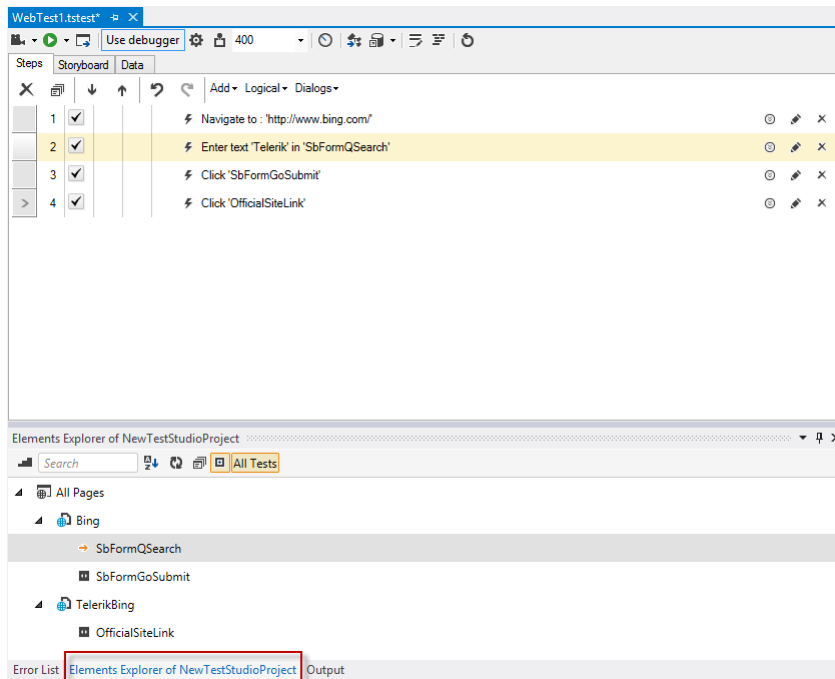 WebTest1.tstest*
Use debugger 400
Steps Storyboard Data
Add Logical Dialogs
1 Navigate to : 'http://www.bing.com/'
2 Enter text 'Telerik' in 'SbFormQSearch'
3 Click 'SbFormGoSubmit'
4 Click 'OfficialSiteLink'
Elements Explorer of NewTestStudioProject
Search All Tests
All Pages
Bing
SbFormQSearch
SbFormGoSubmit
TelerikBing
OfficialSiteLink
Error List Elements Explorer of NewTestStudioProject Output